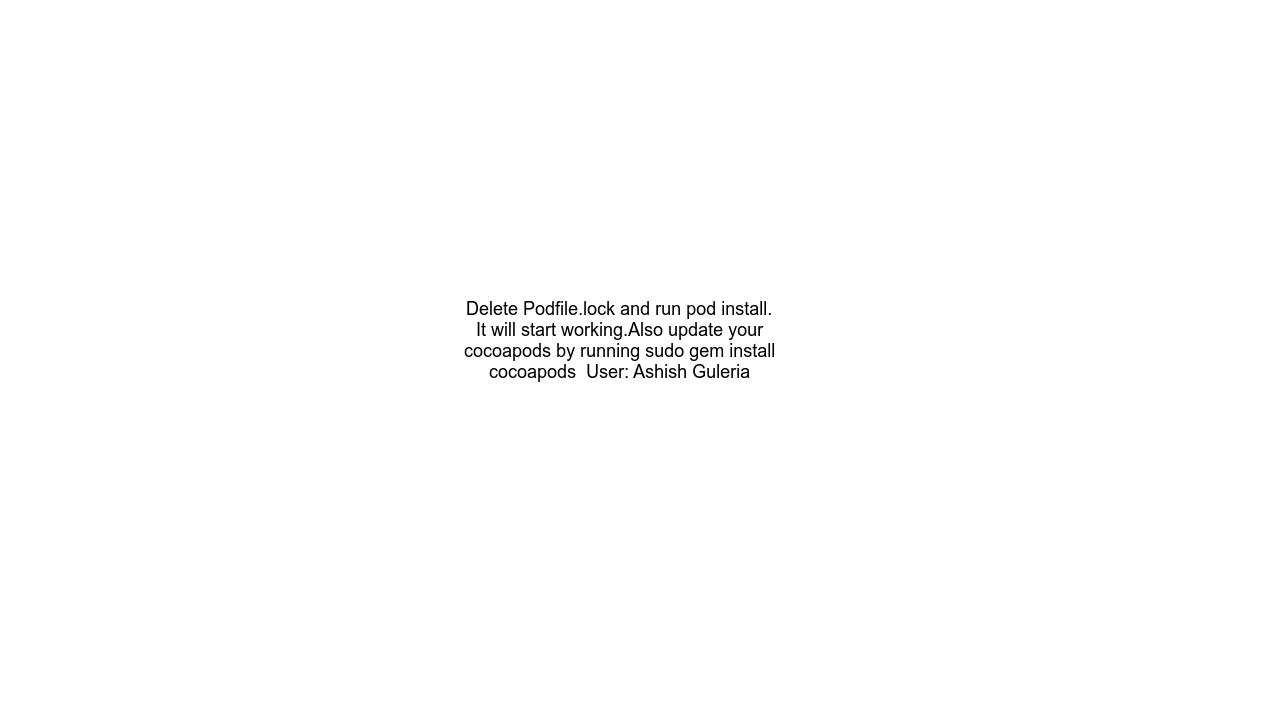 Delete Podfile.lock and run pod install.
It will start working.Also update your
cocoapods by running sudo gem install
cocoapods  User: Ashish Guleria